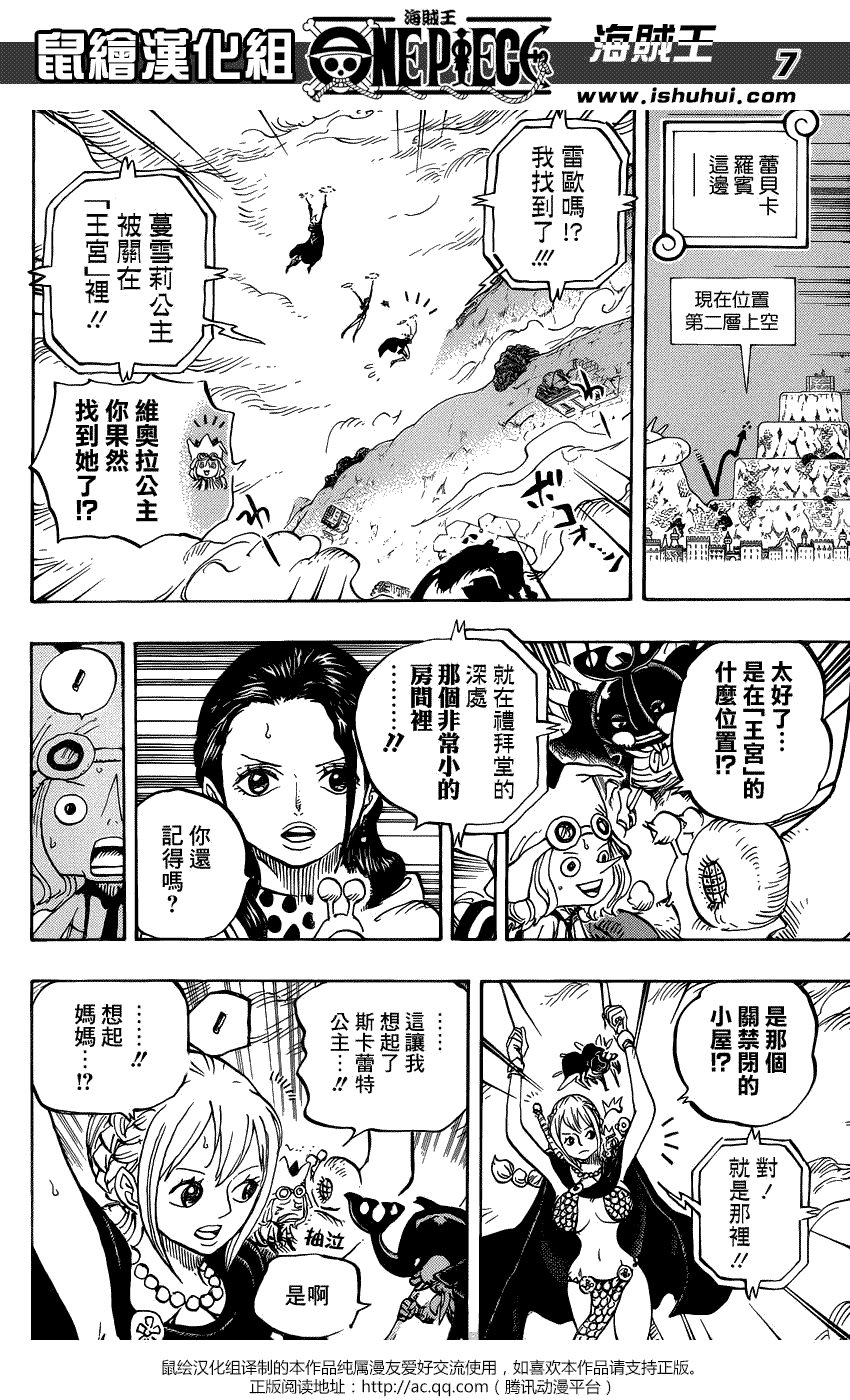 鼠繪漢化組
海賊王
ONE PIECE
海賊王
7
www.ishuhui.com
蕾貝卡
羅賓
這邊
——
現在位置
第二層上空
雷歐嗎!?
我找到了!!!
蔓雪莉公主
被關在
「王宮」裡!!
維奧拉公主
你果然
找到她了!?
太好了…
是在「王宮」的
什麼位置!?
就在禮拜堂的
深處
那個非常小的
房間裡
………!!
你還
記得嗎?
!
是那個
關禁閉的
小屋!?
對!
就是那裡!!
……
這讓我
想起了
斯卡蕾特
公主…!!
抽泣
是啊
!
……!!
想起
媽媽…!?
鼠绘汉化组译制的本作品纯属漫友爱好交流使用，如喜欢本作品请支持正版。
正版阅读地址：http://ac.qq.com（腾讯动漫平台）